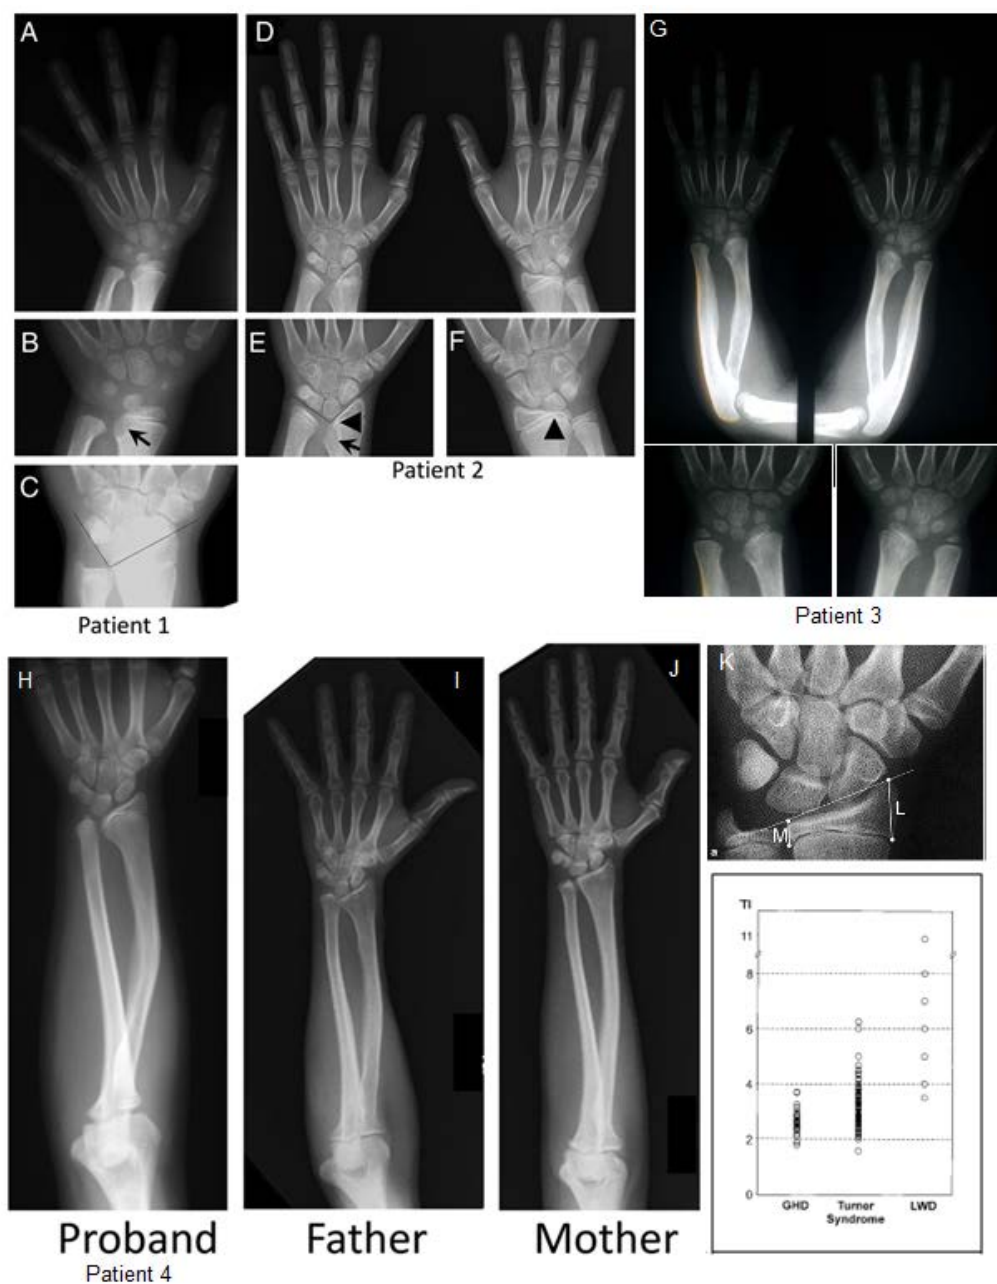 A
D
G
B
E
F
Patient 2
C
Patient 1
Patient 3
H
I
J
K
L
M
a
TI
11
8
6
4
2
0
GHD
Turner
Syndrome
LWD
Proband
Father
Mother
Patient 4